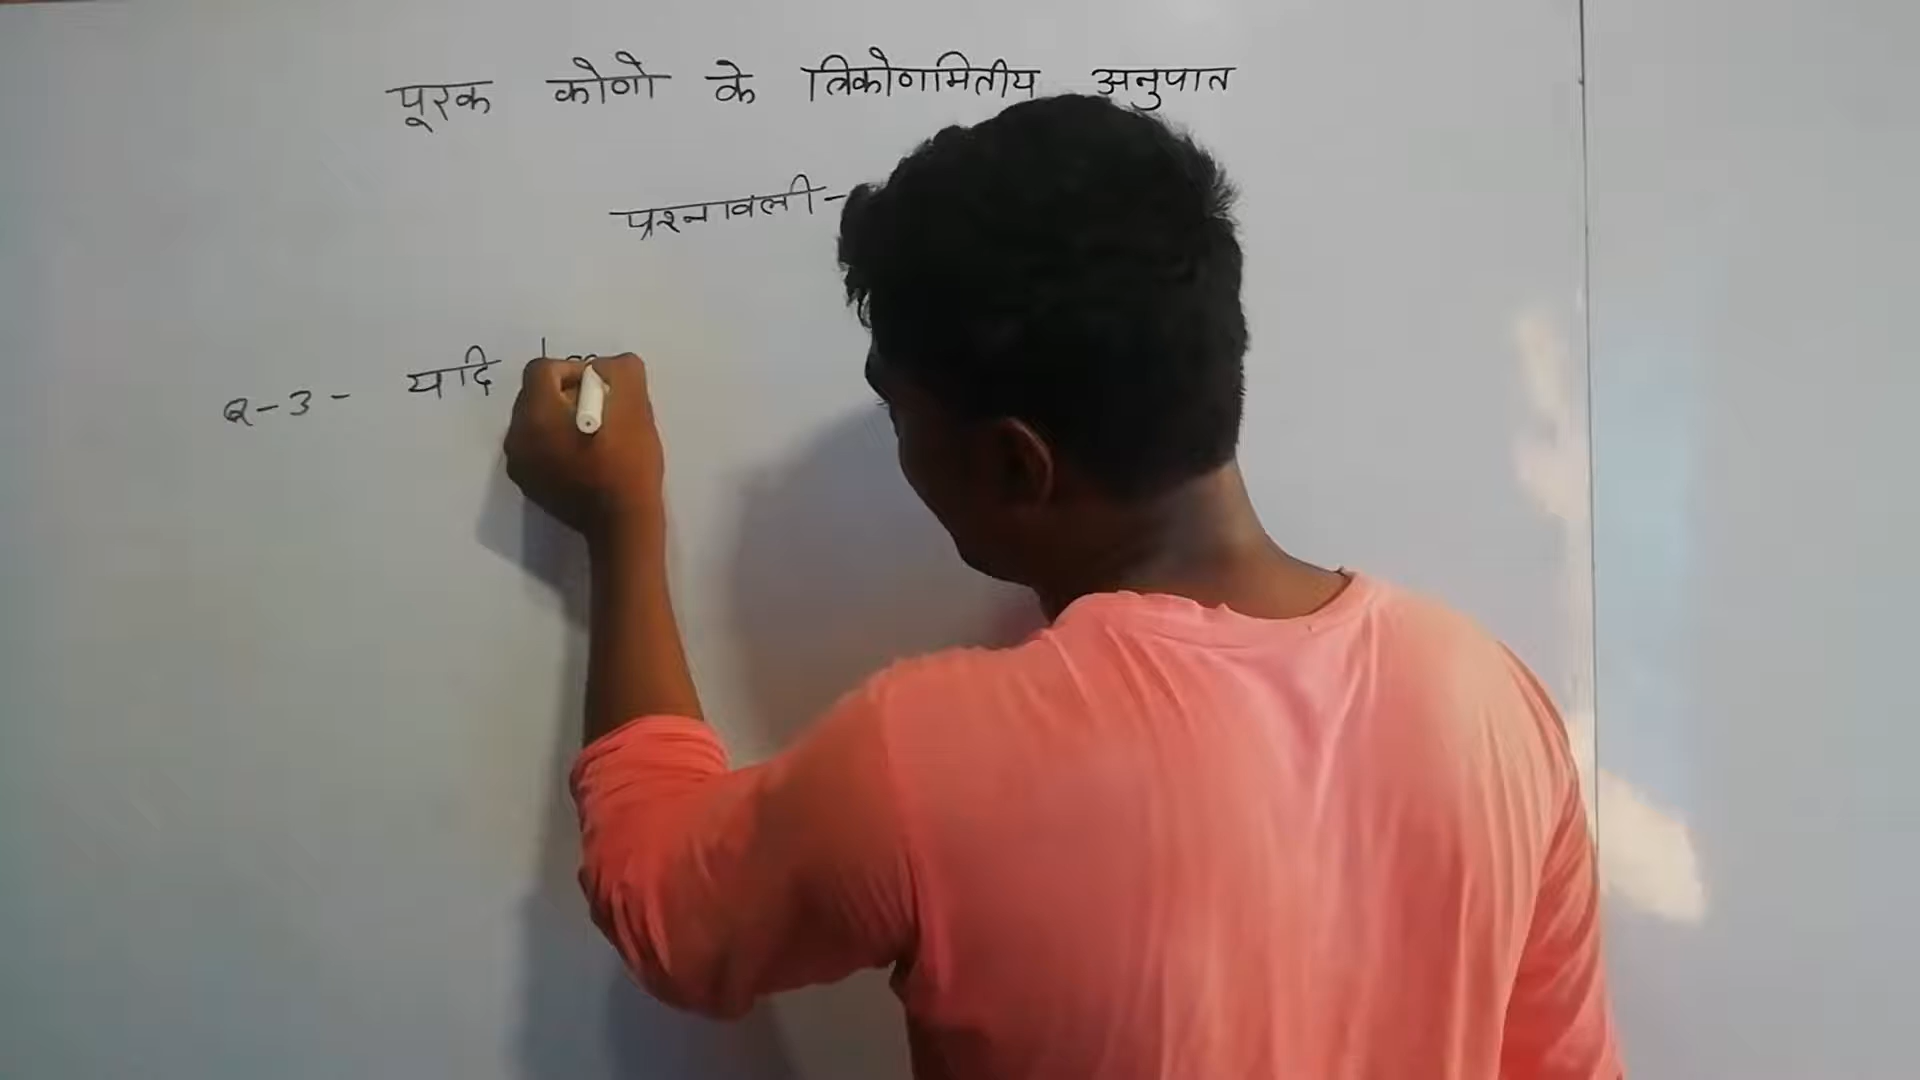 पूरक कोणो के त्रिकोणमितीय अनुपात
प्रश्नावली-
Q-3- यदि